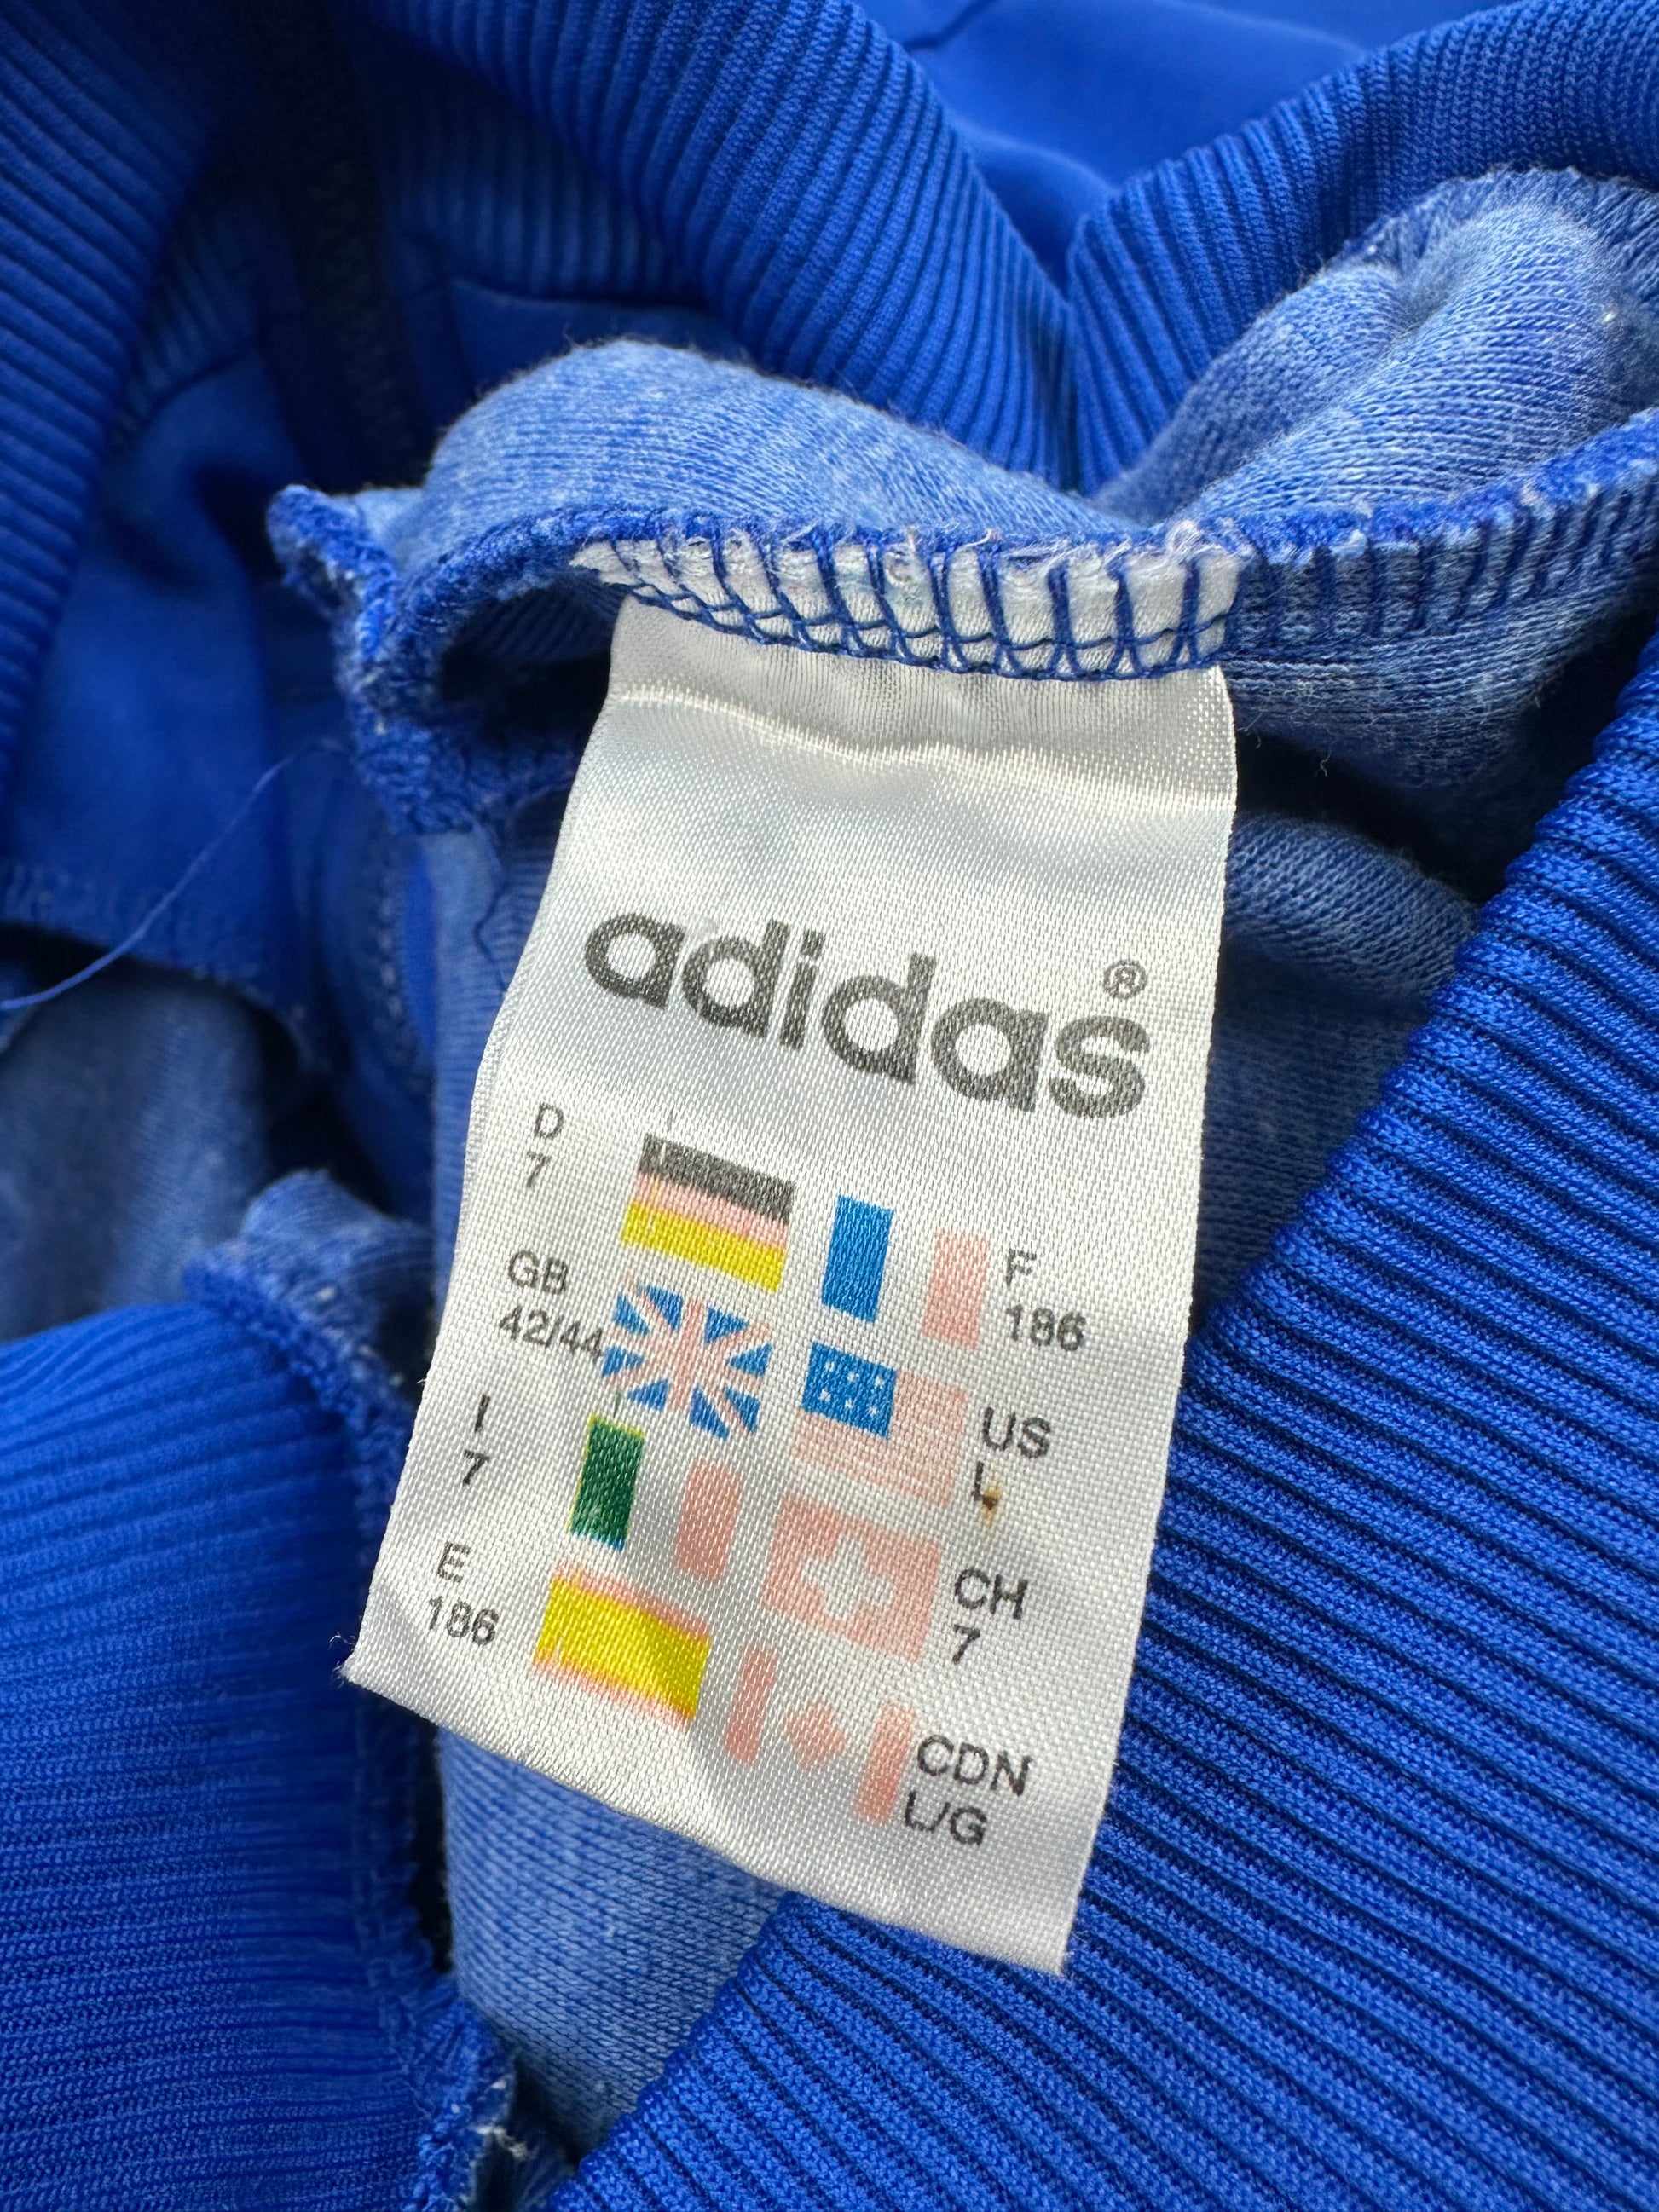 adidas®
D
7
F
186
GB
42/44
US
L
I
7
CH
7
E
186
CDN
L/G